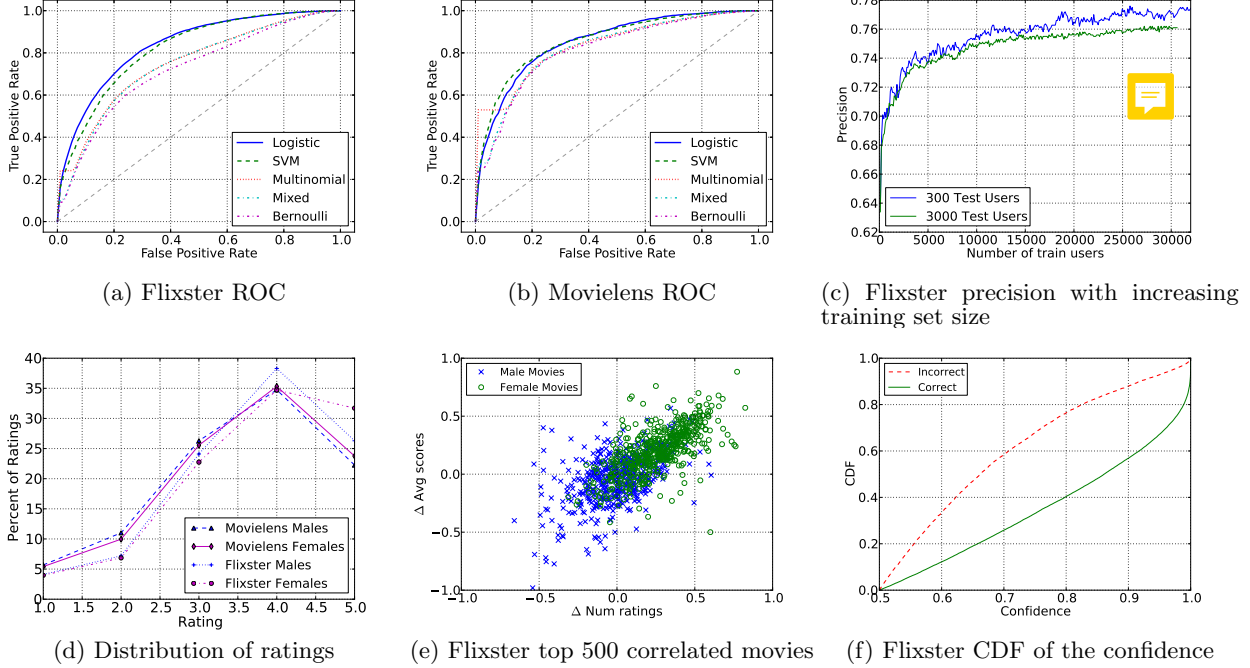 True Positive Rate
1.0
0.8
0.6
0.4
0.2
0.0
Logistic
SVM
Multinomial
Mixed
Bernoulli
0.0 0.2 0.4 0.6 0.8 1.0
False Positive Rate
(a) Flixster ROC
True Positive Rate
1.0
0.8
0.6
0.4
0.2
0.0
Logistic
SVM
Multinomial
Mixed
Bernoulli
0.0 0.2 0.4 0.6 0.8 1.0
False Positive Rate
(b) Movielens ROC
Precision
0.78
0.76
0.74
0.72
0.70
0.68
0.66
0.64
0.62
300 Test Users
3000 Test Users
0 5000 10000 15000 20000 25000 30000
Number of train users
(c) Flixster precision with increasing
training set size
Percent of Ratings
40
35
30
25
20
15
10
5
0
Movielens Males
Movielens Females
Flixster Males
Flixster Females
1.0 1.5 2.0 2.5 3.0 3.5 4.0 4.5 5.0
Rating
(d) Distribution of ratings
Δ Avg scores
1.0
0.5
0.0
−0.5
−1.0
Male Movies
Female Movies
−1.0 −0.5 0.0 0.5 1.0
Δ Num ratings
(e) Flixster top 500 correlated movies
CDF
1.0
0.8
0.6
0.4
0.2
0.0
Incorrect
Correct
0.5 0.6 0.7 0.8 0.9 1.0
Confidence
(f) Flixster CDF of the confidence